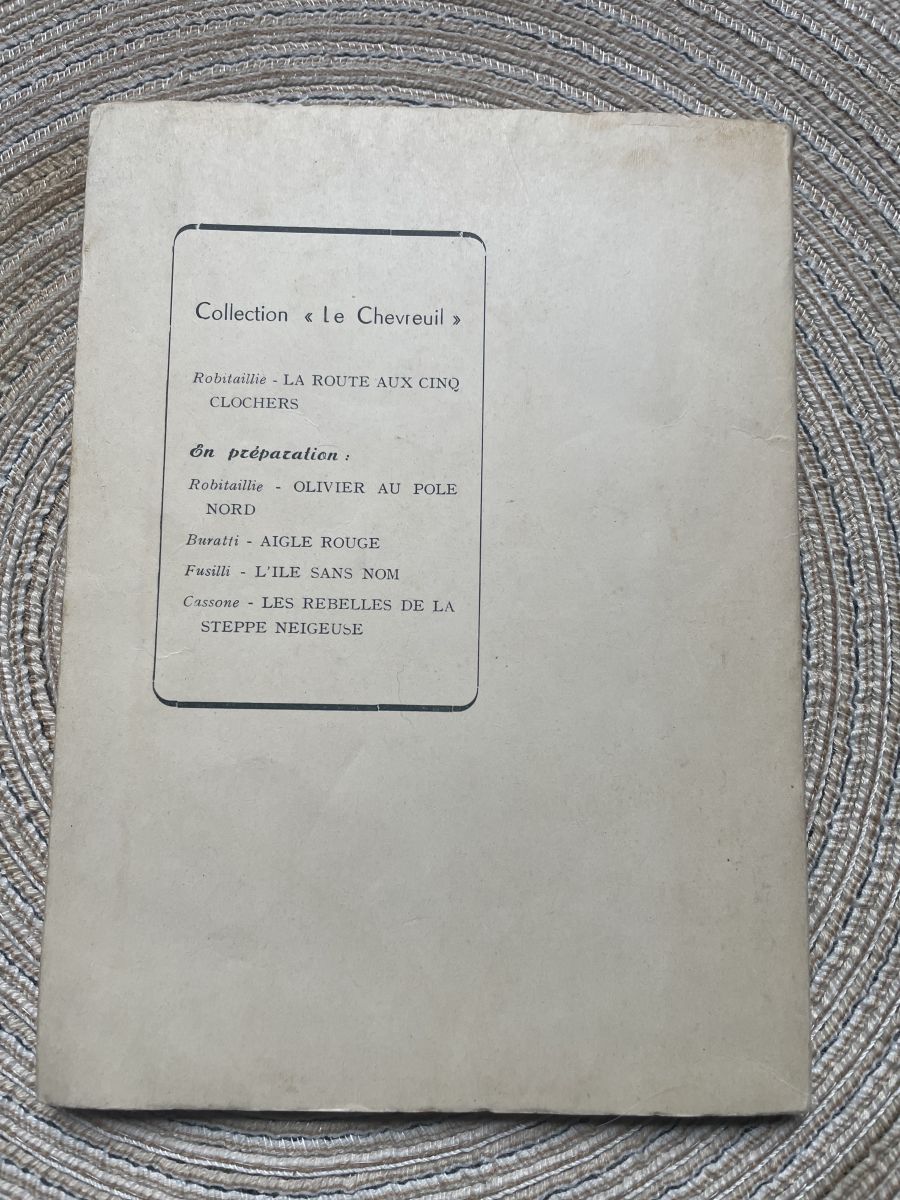 Collection « Le Chevreuil »
Robitaillie - LA ROUTE AUX CINQ
CLOCHERS
En préparation :
Robitaillie - OLIVIER AU POLE
NORD
Buratti - AIGLE ROUGE
Fusilli - L'ILE SANS NOM
Cassone - LES REBELLES DE LA
STEPPE NEIGEUSE